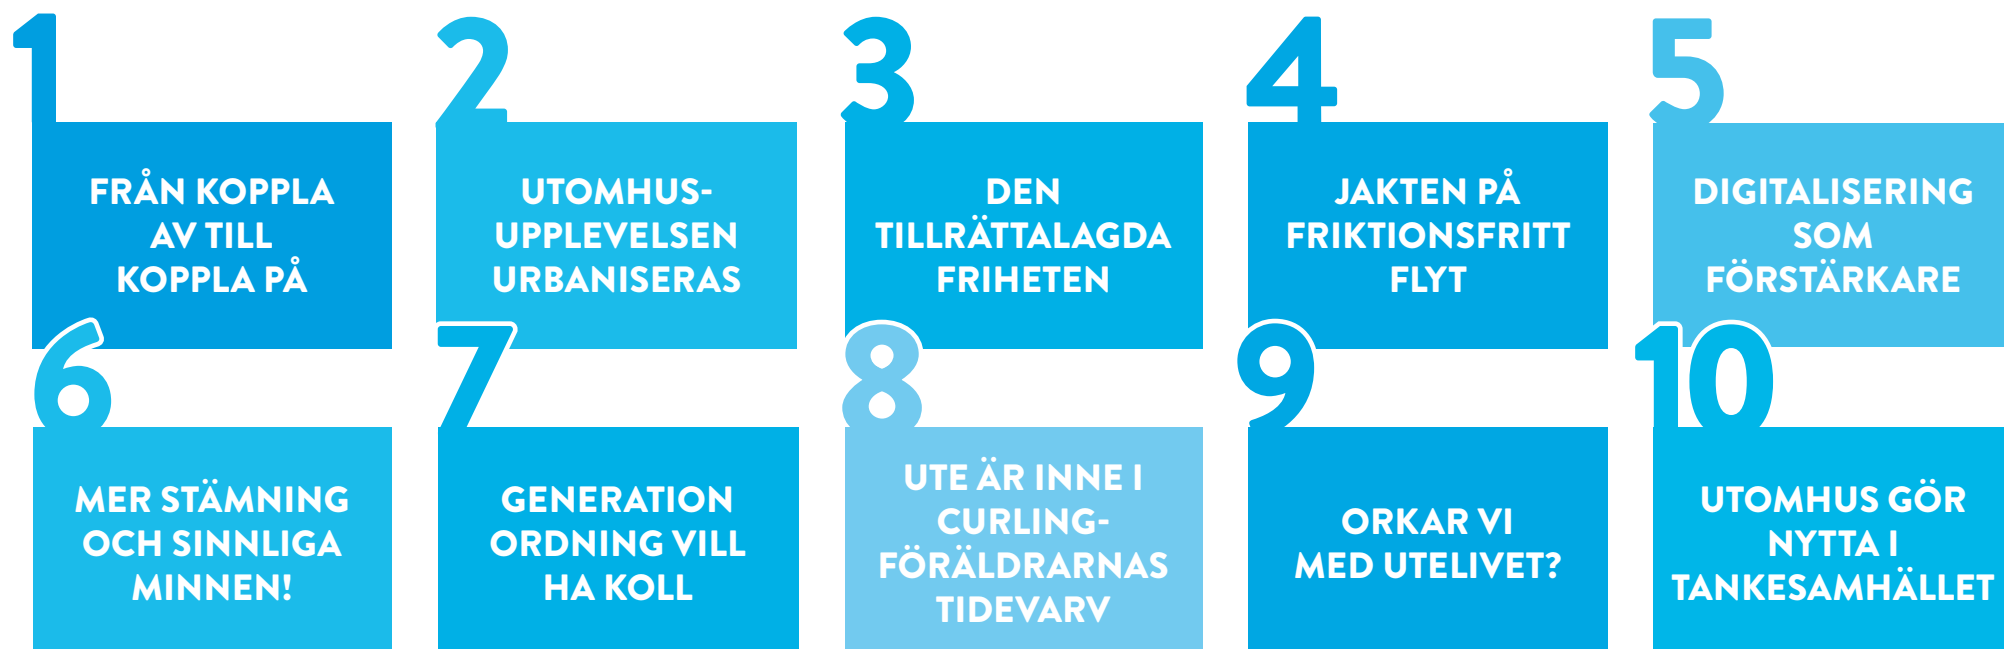 1
FRÅN KOPPLA
AV TILL
KOPPLA PÅ
2
UTOMHUS-
UPPLEVELSEN
URBANISERAS
3
DEN
TILLRÄTTALAGDA
FRIHETEN
4
JAKTEN PÅ
FRIKTIONSFRITT
FLYT
5
DIGITALISERING
SOM
FÖRSTÄRKARE
6
MER STÄMNING
OCH SINNLIGA
MINNEN!
7
GENERATION
ORDNING VILL
HA KOLL
8
UTE ÄR INNE I
CURLING-
FÖRÄLDRARNAS
TIDEVARV
9
ORKAR VI
MED UTELIVET?
10
UTOMHUS GÖR
NYTTA I
TANKESAMHÄLLET